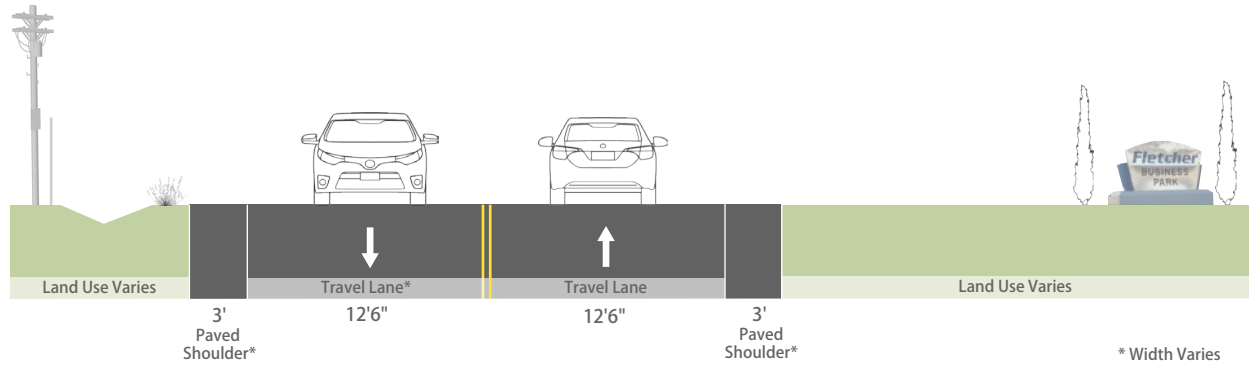 Fletcher
BUSINESS
PARK
Land Use Varies
Travel Lane*
Travel Lane
Land Use Varies
3'
Paved
Shoulder*
12'6"
12'6"
3'
Paved
Shoulder*
* Width Varies